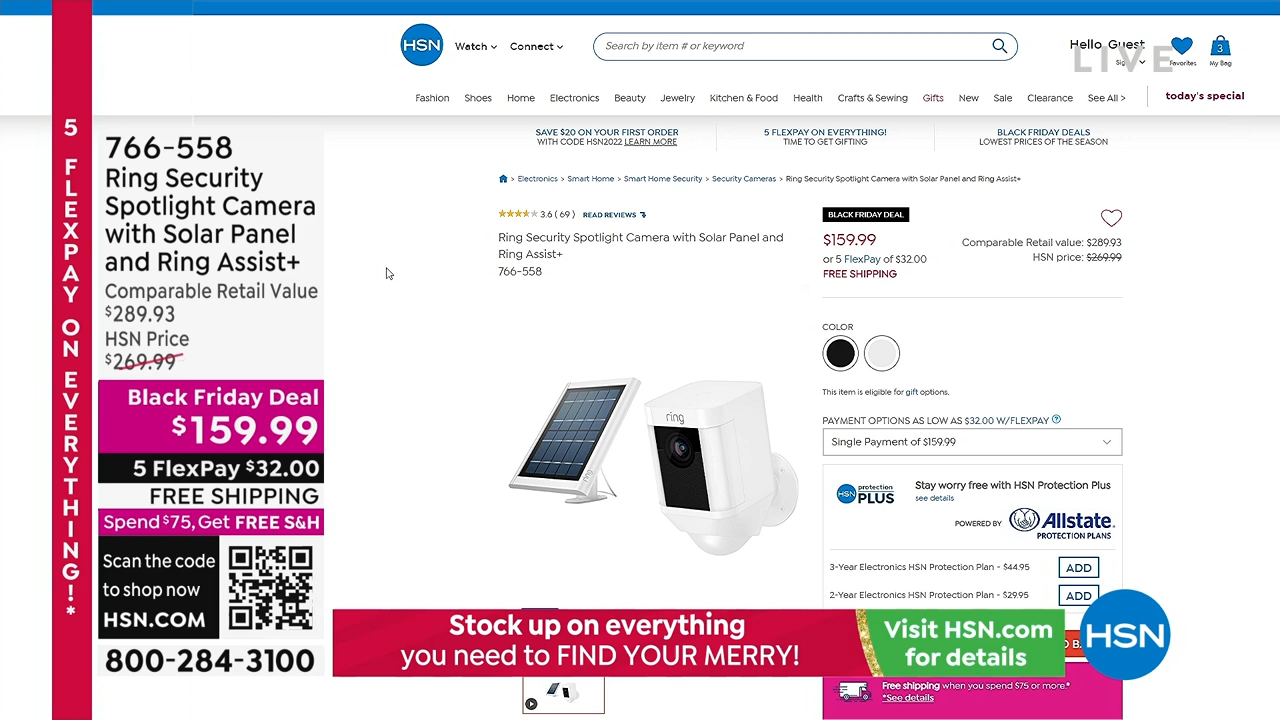 5 FLEXPAY ON EVERYTHING!*
766-558
Ring Security
Spotlight Camera
with Solar Panel
and Ring Assist+
Comparable Retail Value
$289.93
HSN Price
$269.99
Black Friday Deal
$159.99
5 FlexPay $32.00
FREE SHIPPING
Spend $75, Get FREE S&H
Scan the code
to shop now
HSN.COM
800-284-3100
HSN
Watch
Connect
Search by item # or keyword
Hello, Guest
LIVE
Favorites
3
My Bag
Fashion Shoes Home Electronics Beauty Jewelry Kitchen & Food Health Crafts & Sewing Gifts New Sale Clearance See All >
today's special
SAVE $20 ON YOUR FIRST ORDER
WITH CODE HSN2022 LEARN MORE
5 FLEXPAY ON EVERYTHING!
TIME TO GET GIFTING
BLACK FRIDAY DEALS
LOWEST PRICES OF THE SEASON
> Electronics > Smart Home > Smart Home Security > Security Cameras > Ring Security Spotlight Camera with Solar Panel and Ring Assist+
3.6 ( 69 ) READ REVIEWS
Ring Security Spotlight Camera with Solar Panel and
Ring Assist+
766-558
ring
ring
BLACK FRIDAY DEAL
$159.99
or 5 FlexPay of $32.00
FREE SHIPPING
Comparable Retail value: $289.93
HSN price: $269.99
COLOR
This item is eligible for gift options.
PAYMENT OPTIONS AS LOW AS $32.00 W/FLEXPAY ?
Single Payment of $159.99
HSN protection PLUS
Stay worry free with HSN Protection Plus
see details
POWERED BY Allstate.
PROTECTION PLANS
3-Year Electronics HSN Protection Plan - $44.95 ADD
2-Year Electronics HSN Protection Plan - $29.95 ADD
Stock up on everything
you need to FIND YOUR MERRY!
Visit HSN.com
for details
HSN
Free shipping when you spend $75 or more.*
*See details